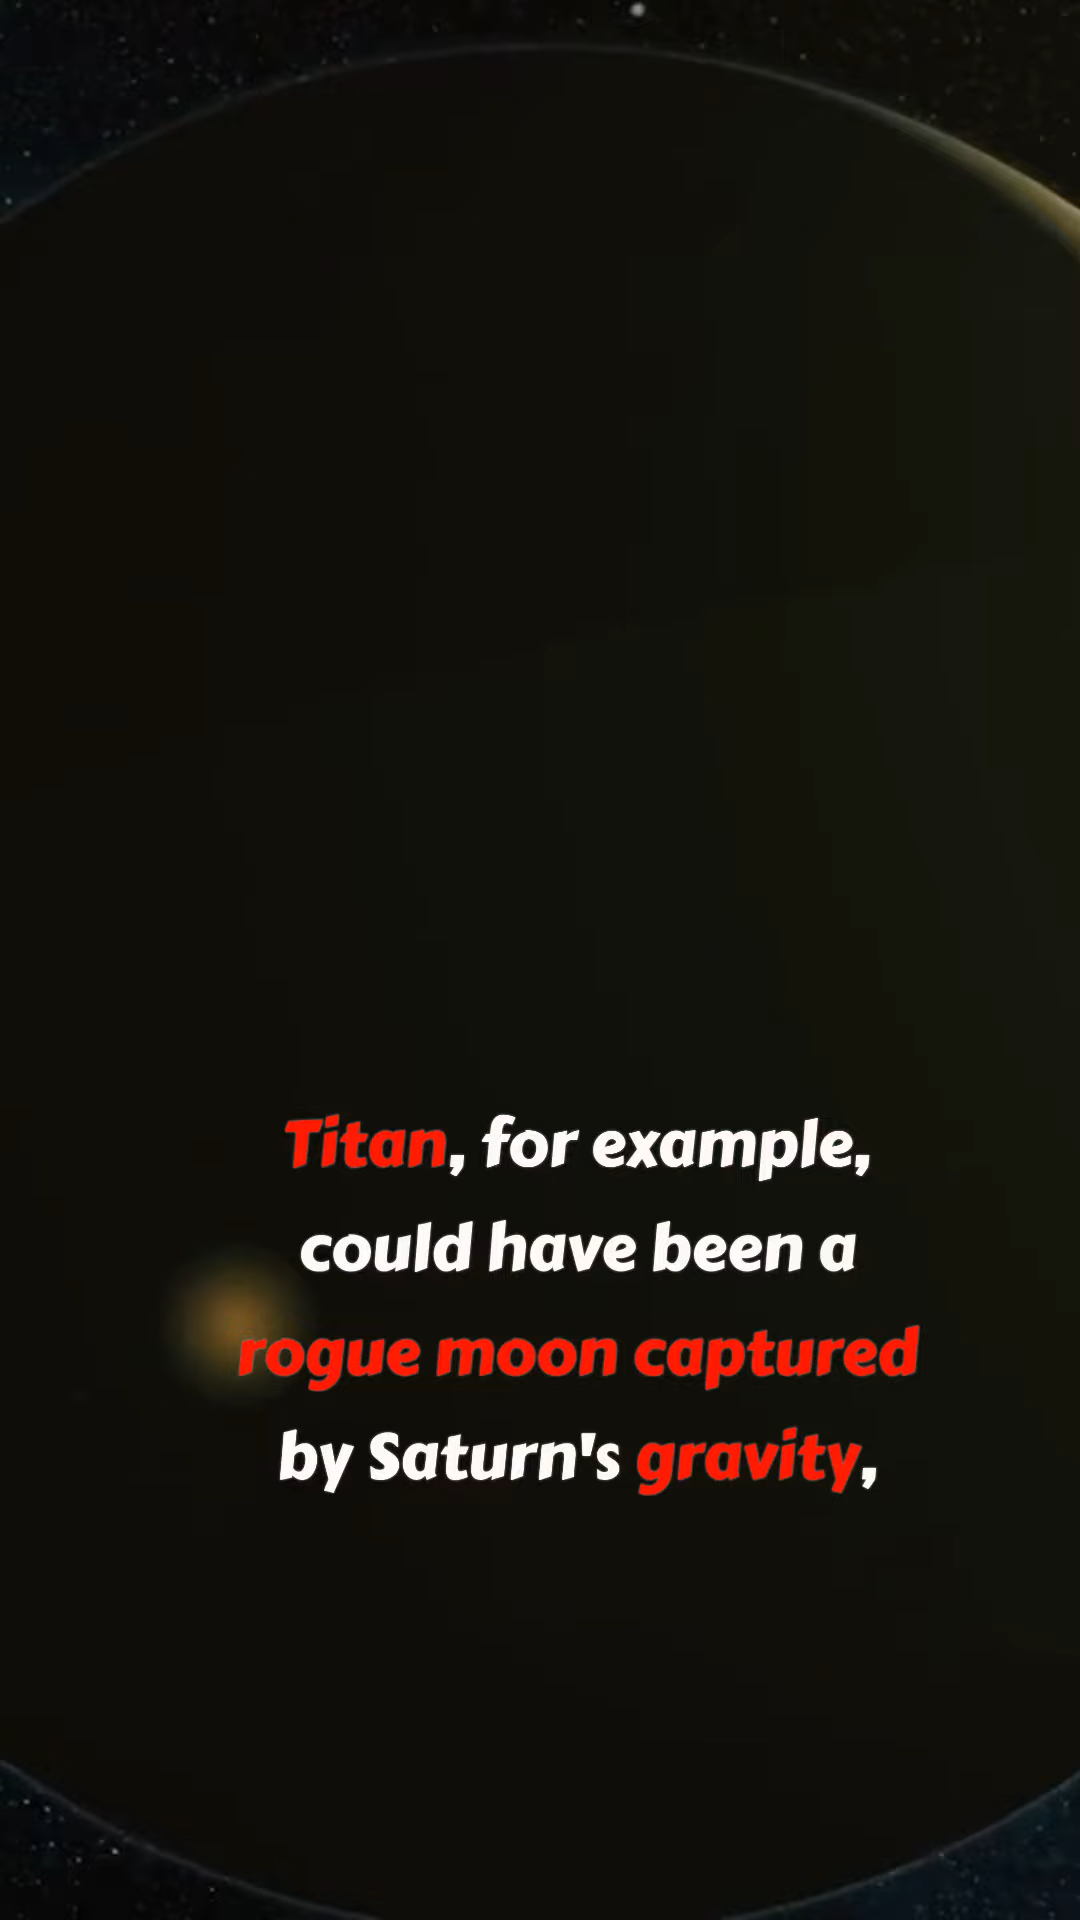 Titan, for example,
could have been a
rogue moon captured
by Saturn's gravity,